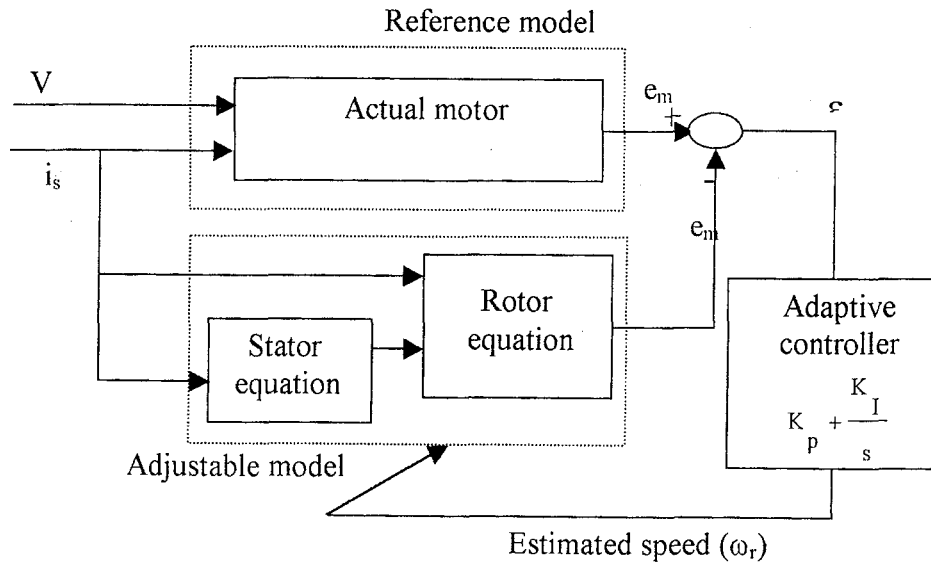 Reference model
V
Actual motor
e_m
+
i_s
-
e_m
Rotor
equation
Stator
equation
Adaptive
controller
K_p + K_I
s
Adjustable model
Estimated speed (ω_r)